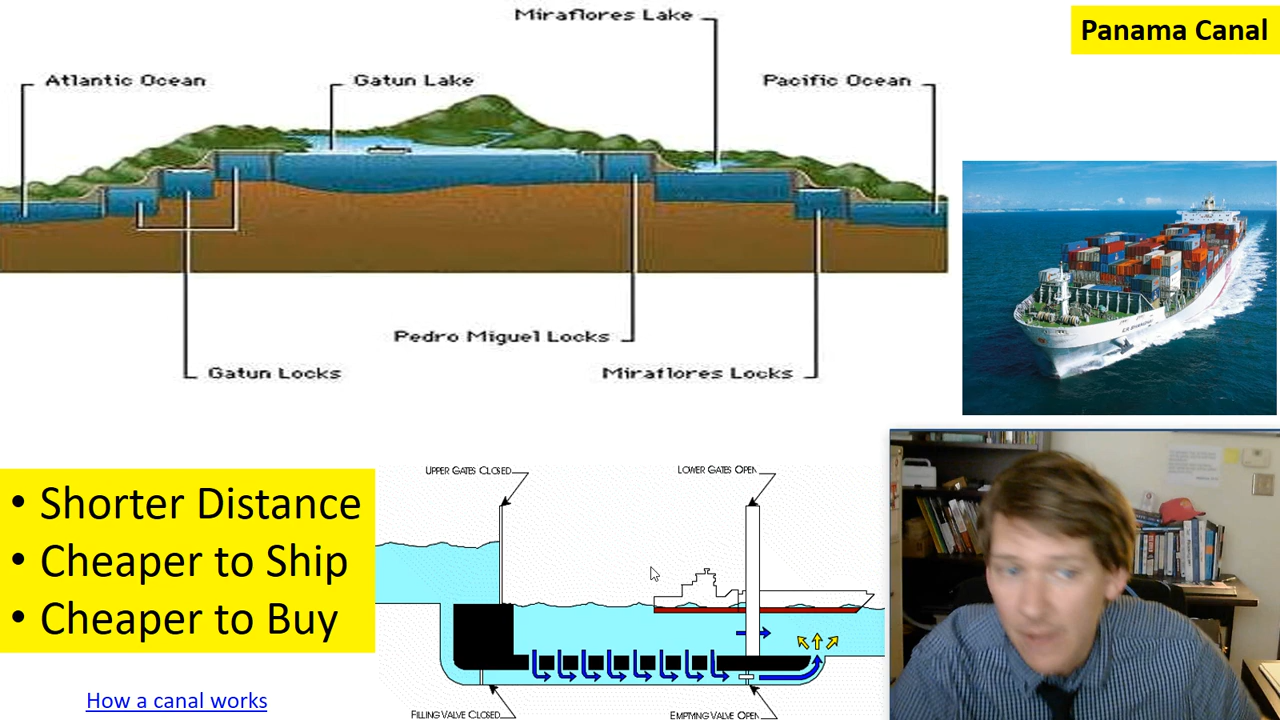 Miraflores Lake
Panama Canal
Atlantic Ocean
Gatun Lake
Pacific Ocean
Pedro Miguel Locks
Gatun Locks
Miraflores Locks
• Shorter Distance
• Cheaper to Ship
• Cheaper to Buy
How a canal works
UPPER GATES CLOSED
LOWER GATES OPEN
FILLING VALVE CLOSED
EMPTYING VALVE OPEN